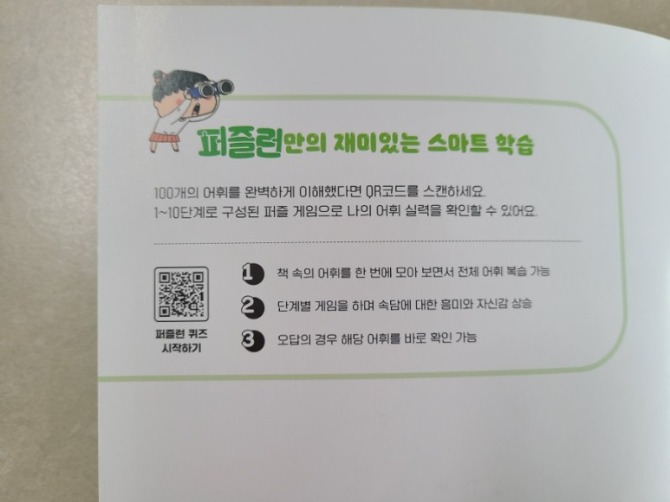 퍼즐런만의 재미있는 스마트 학습
100개의 어휘를 완벽하게 이해했다면 QR코드를 스캔하세요.
1~10단계로 구성된 퍼즐 게임으로 나의 어휘 실력을 확인할 수 있어요.
퍼즐런 퀴즈
시작하기
1 책 속의 어휘를 한 번에 모아 보면서 전체 어휘 복습 가능
2 단계별 게임을 하며 속담에 대한 흥미와 자신감 상승
3 오답의 경우 해당 어휘를 바로 확인 가능